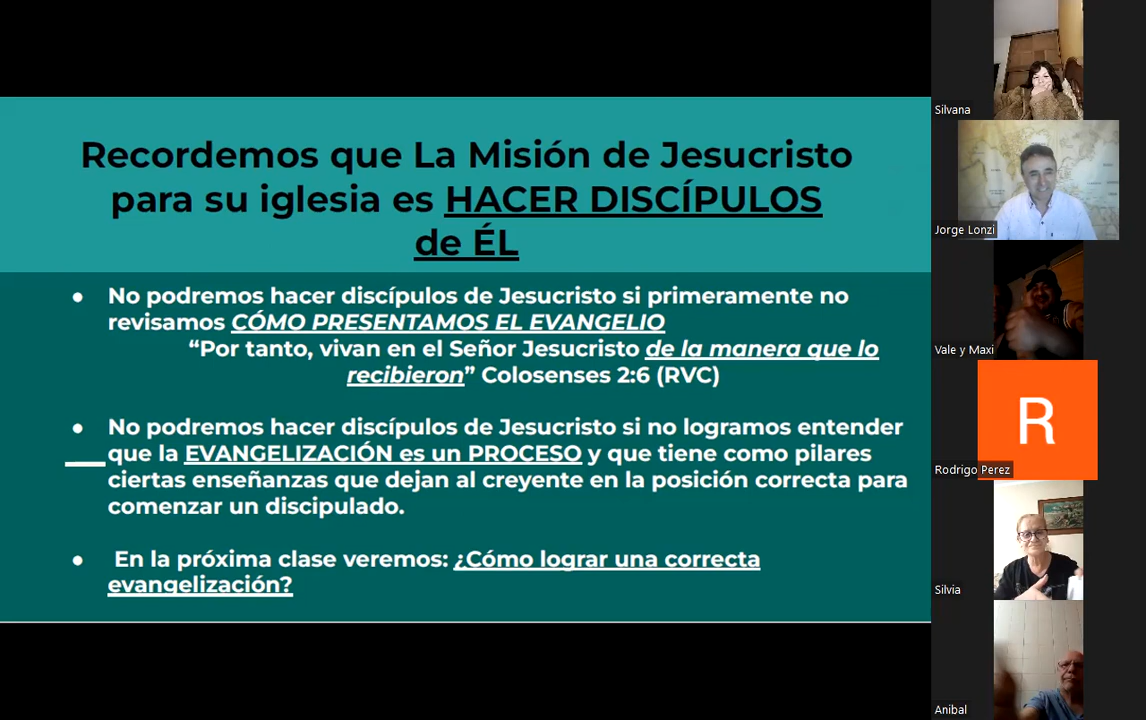 Recordemos que La Misión de Jesucristo
para su iglesia es HACER DISCÍPULOS
de ÉL
● No podremos hacer discípulos de Jesucristo si primeramente no
revisamos CÓMO PRESENTAMOS EL EVANGELIO
“Por tanto, vivan en el Señor Jesucristo de la manera que lo
recibieron” Colosenses 2:6 (RVC)
● No podremos hacer discípulos de Jesucristo si no logramos entender
que la EVANGELIZACIÓN es un PROCESO y que tiene como pilares
ciertas enseñanzas que dejan al creyente en la posición correcta para
comenzar un discipulado.
● En la próxima clase veremos: ¿Cómo lograr una correcta
evangelización?
Silvana
Jorge Lonzi
Vale y Maxi
R
Rodrigo Perez
Silvia
Anibal